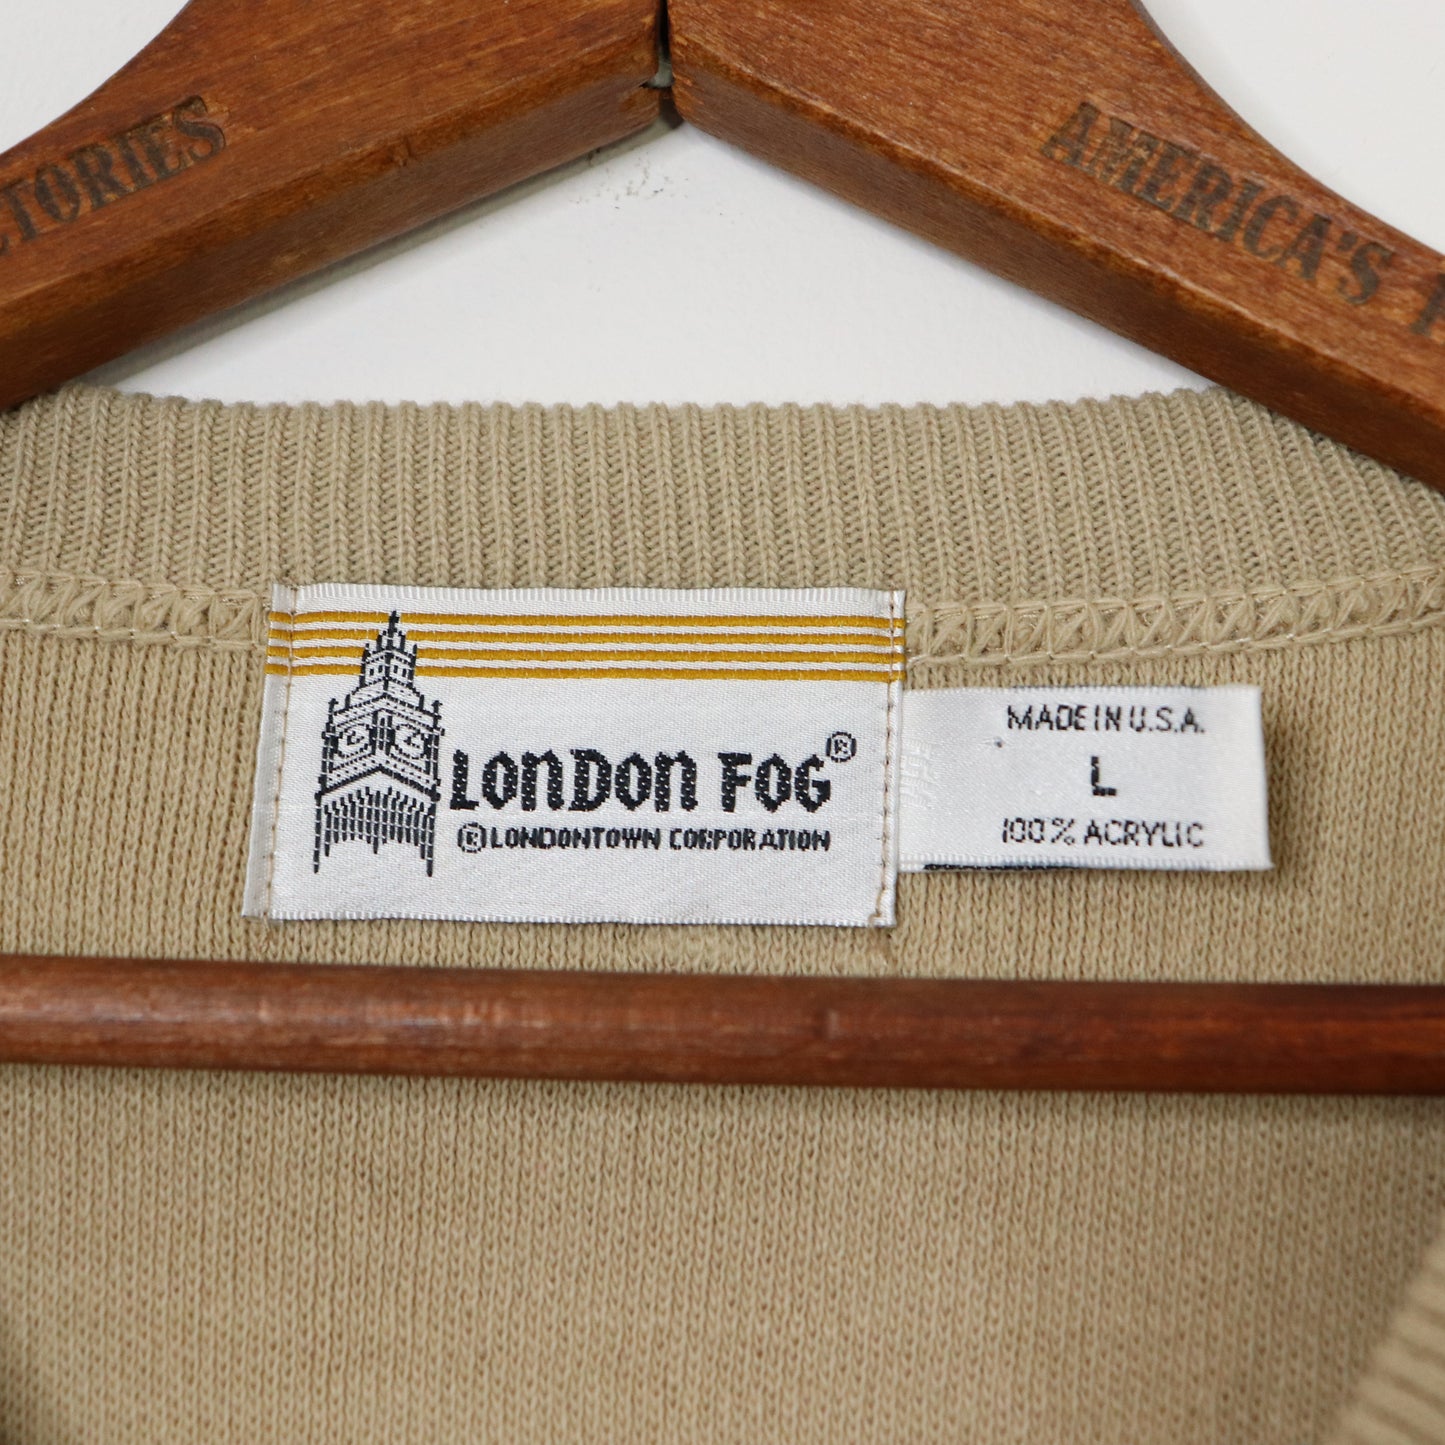 TORIES
AMERICA'S
LONDON FOG®
® LONDONTOWN CORPORATION
MADE IN U.S.A.
L
100% ACRYLIC